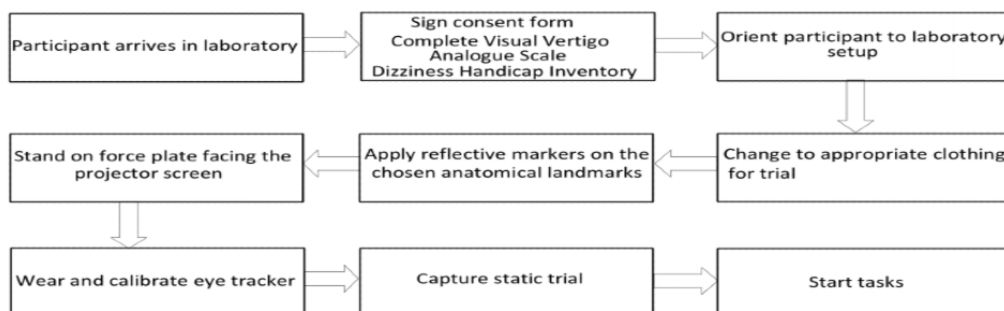 Participant arrives in laboratory
Sign consent form
Complete Visual Vertigo
Analogue Scale
Dizziness Handicap Inventory
Orient participant to laboratory
setup
Change to appropriate clothing
for trial
Apply reflective markers on the
chosen anatomical landmarks
Stand on force plate facing the
projector screen
Wear and calibrate eye tracker
Capture static trial
Start tasks